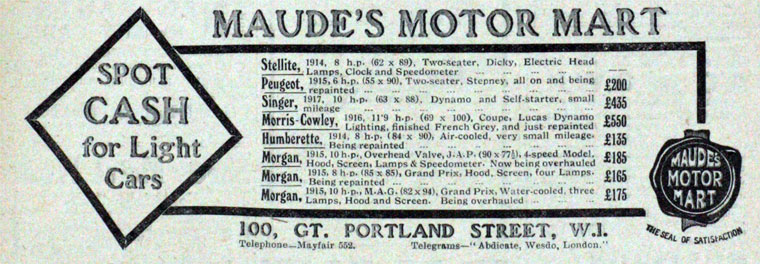 MAUDE'S MOTOR MART
SPOT
CASH
for Light
Cars
Stellite, 1914, 8 h.p. (62 x 89), Two-seater, Dicky, Electric Head
Lamps, Clock and Speedometer ... ... ... ... ... ——
Peugeot, 1915, 6 h.p. (55 x 90), Two-seater, Stepney, all on and being
repainted ... ... ... ... ... ... £200
Singer, 1917, 10 h.p. (63 x 88), Dynamo and Self-starter, small
mileage ... ... ... ... ... ... £435
Morris-Cowley, 1916, 11'9 h.p. (69 x 100), Coupe, Lucas Dynamo
Lighting, finished French Grey, and just repainted £550
Humberette, 1914, 8 h.p. (84 x 90), Air-cooled, very small mileage.
Being repainted ... ... ... ... ... ... £135
Morgan, 1915, 10 h.p., Overhead Valve, J.A.P. (90 x 77½), 4-speed Model,
Hood, Screen, Lamps & Speedometer. Now being overhauled £185
Morgan, 1915, 8 h.p. (85 x 85), Grand Prix, Hood, Screen, four Lamps.
Being repainted ... ... ... ... ... ... £165
Morgan, 1915, 10 h.p., M.A.G. (82 x 94), Grand Prix, Water-cooled, three
Lamps, Hood and Screen. Being overhauled ... ... ... £175
MAUDE'S
MOTOR
MART
THE SEAL OF SATISFACTION
100, GT. PORTLAND STREET, W.I.
Telephone—Mayfair 552. Telegrams—"Abdicate, Wesdo, London."